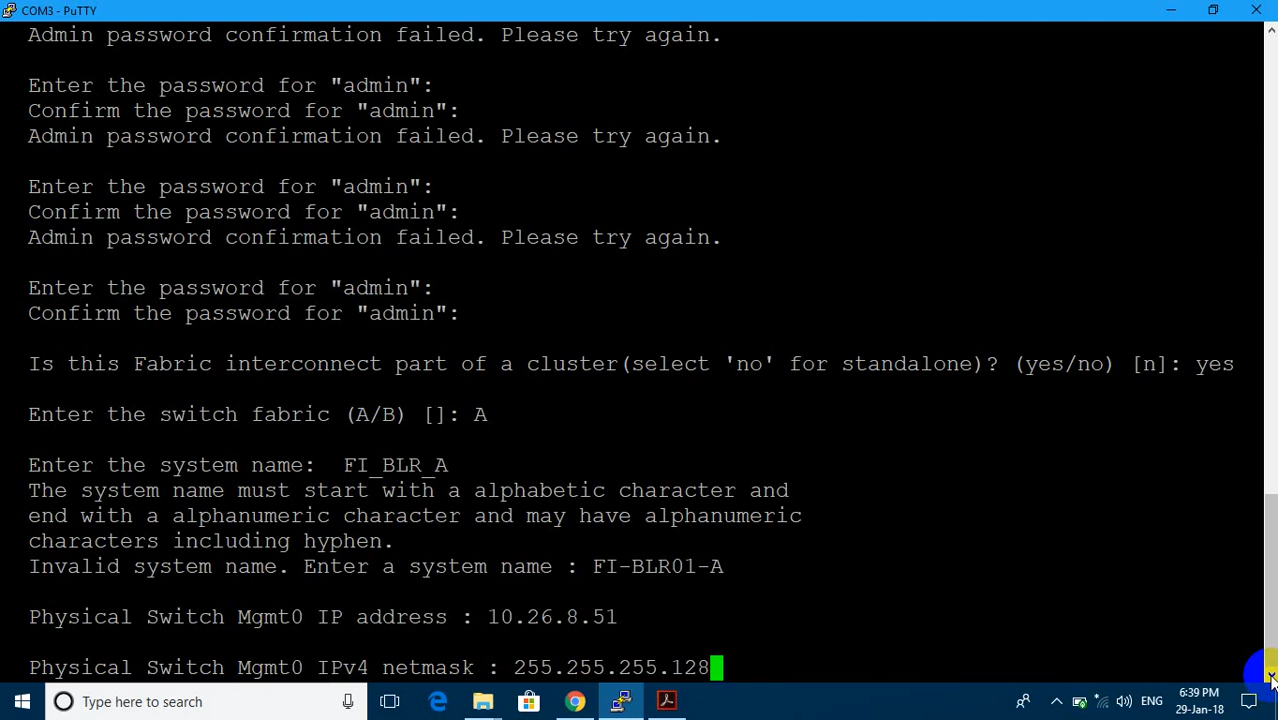 COM3 - PuTTY
Admin password confirmation failed. Please try again.
Enter the password for "admin":
Confirm the password for "admin":
Admin password confirmation failed. Please try again.
Enter the password for "admin":
Confirm the password for "admin":
Admin password confirmation failed. Please try again.
Enter the password for "admin":
Confirm the password for "admin":
Is this Fabric interconnect part of a cluster(select 'no' for standalone)? (yes/no) [n]: yes
Enter the switch fabric (A/B) []: A
Enter the system name:  FI_BLR_A
The system name must start with a alphabetic character and
end with a alphanumeric character and may have alphanumeric
characters including hyphen.
Invalid system name. Enter a system name : FI-BLR01-A
Physical Switch Mgmt0 IP address : 10.26.8.51
Physical Switch Mgmt0 IPv4 netmask : 255.255.255.128
Type here to search
ENG
6:39 PM
29-Jan-18